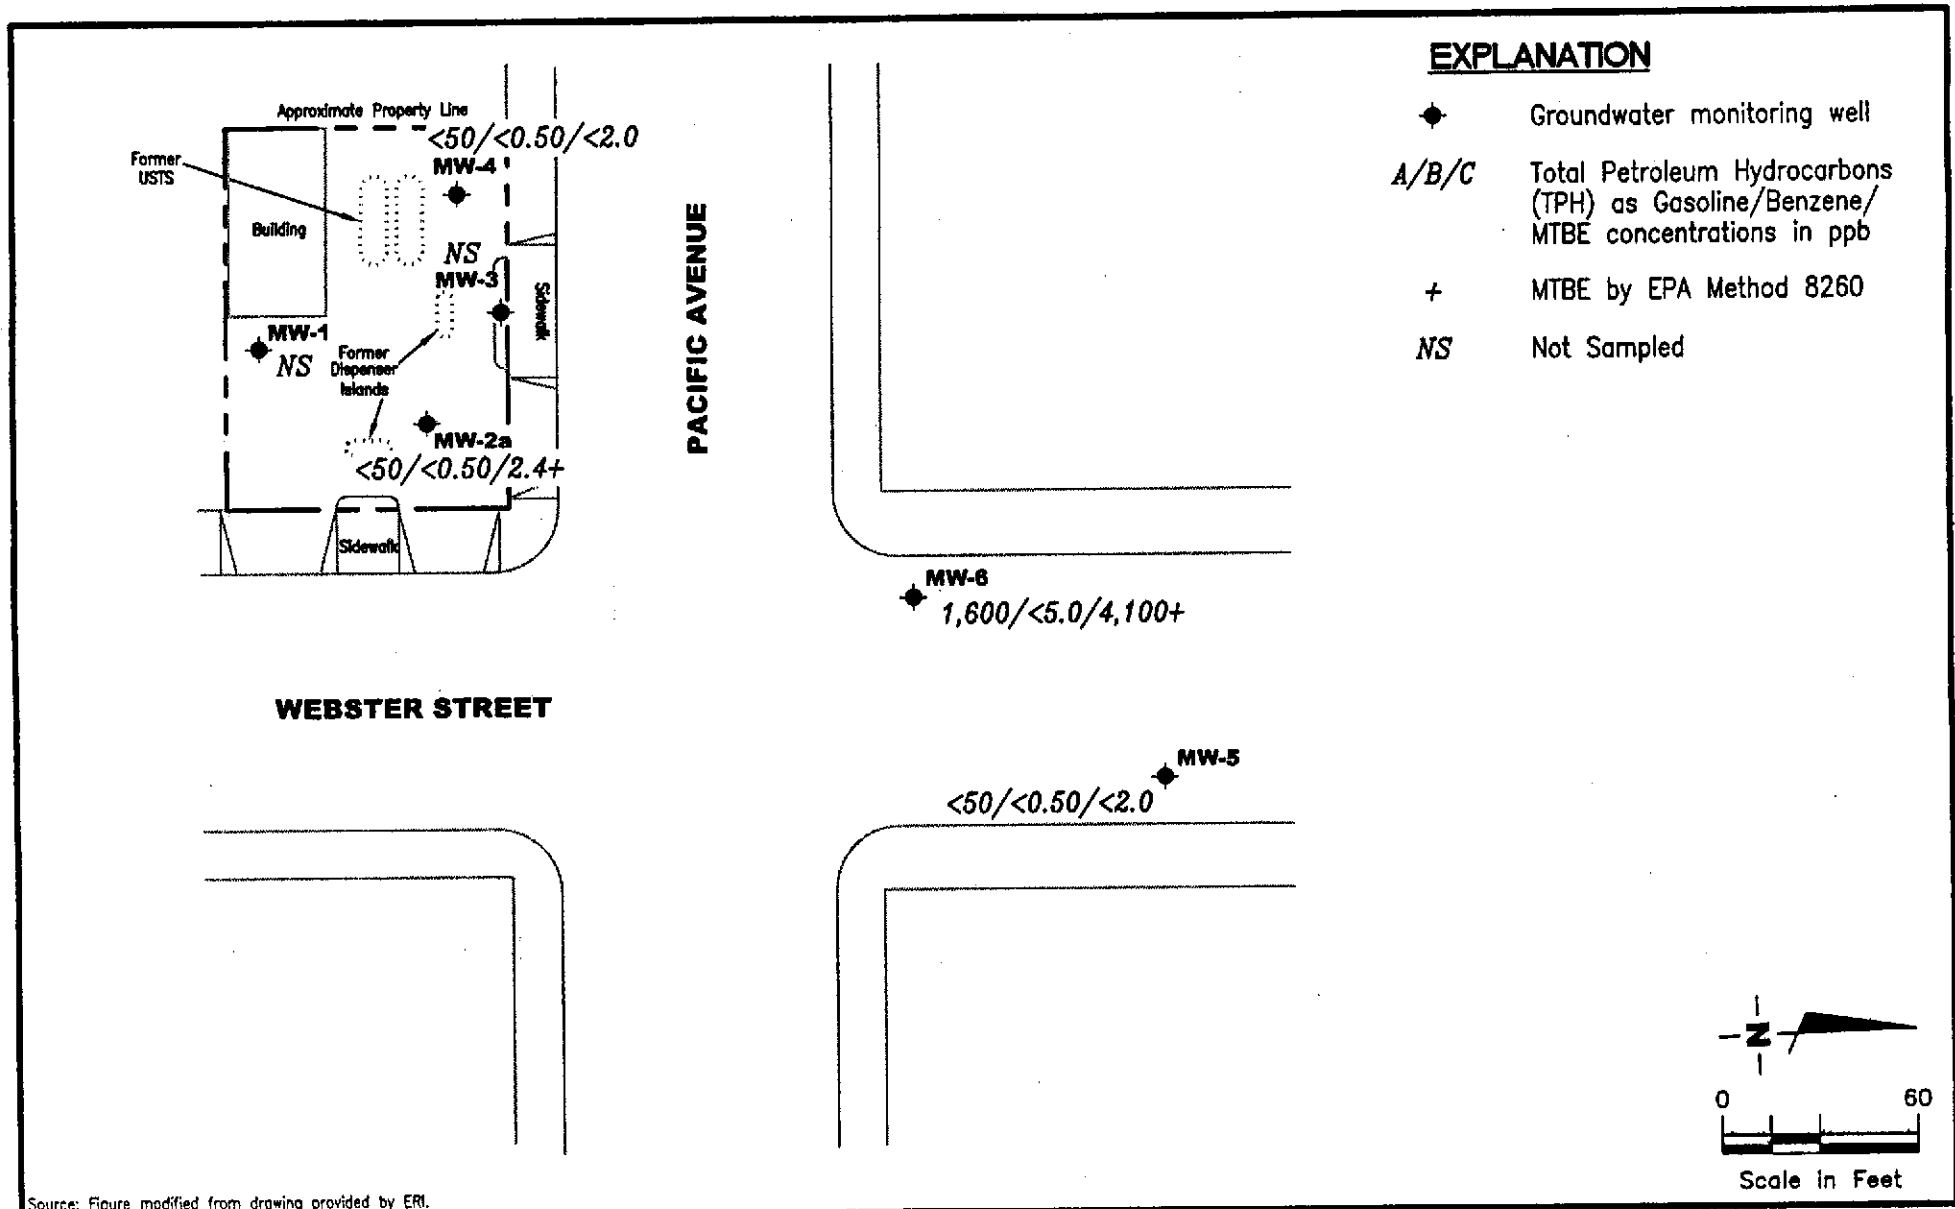 EXPLANATION
Groundwater monitoring well
A/B/C
Total Petroleum Hydrocarbons
(TPH) as Gasoline/Benzene/
MTBE concentrations in ppb
+
MTBE by EPA Method 8260
NS
Not Sampled
Approximate Property Line
<50/<0.50/<2.0
MW-4
Former
USTS
Building
NS
MW-3
Sidewalk
MW-1
NS
Former
Dispenser
Islands
MW-2a
<50/<0.50/2.4+
Sidewalk
PACIFIC AVENUE
MW-6
1,600/<5.0/4,100+
WEBSTER STREET
MW-5
<50/<0.50/<2.0
N
0
60
Scale in Feet
Source: Figure modified from drawing provided by ERI.